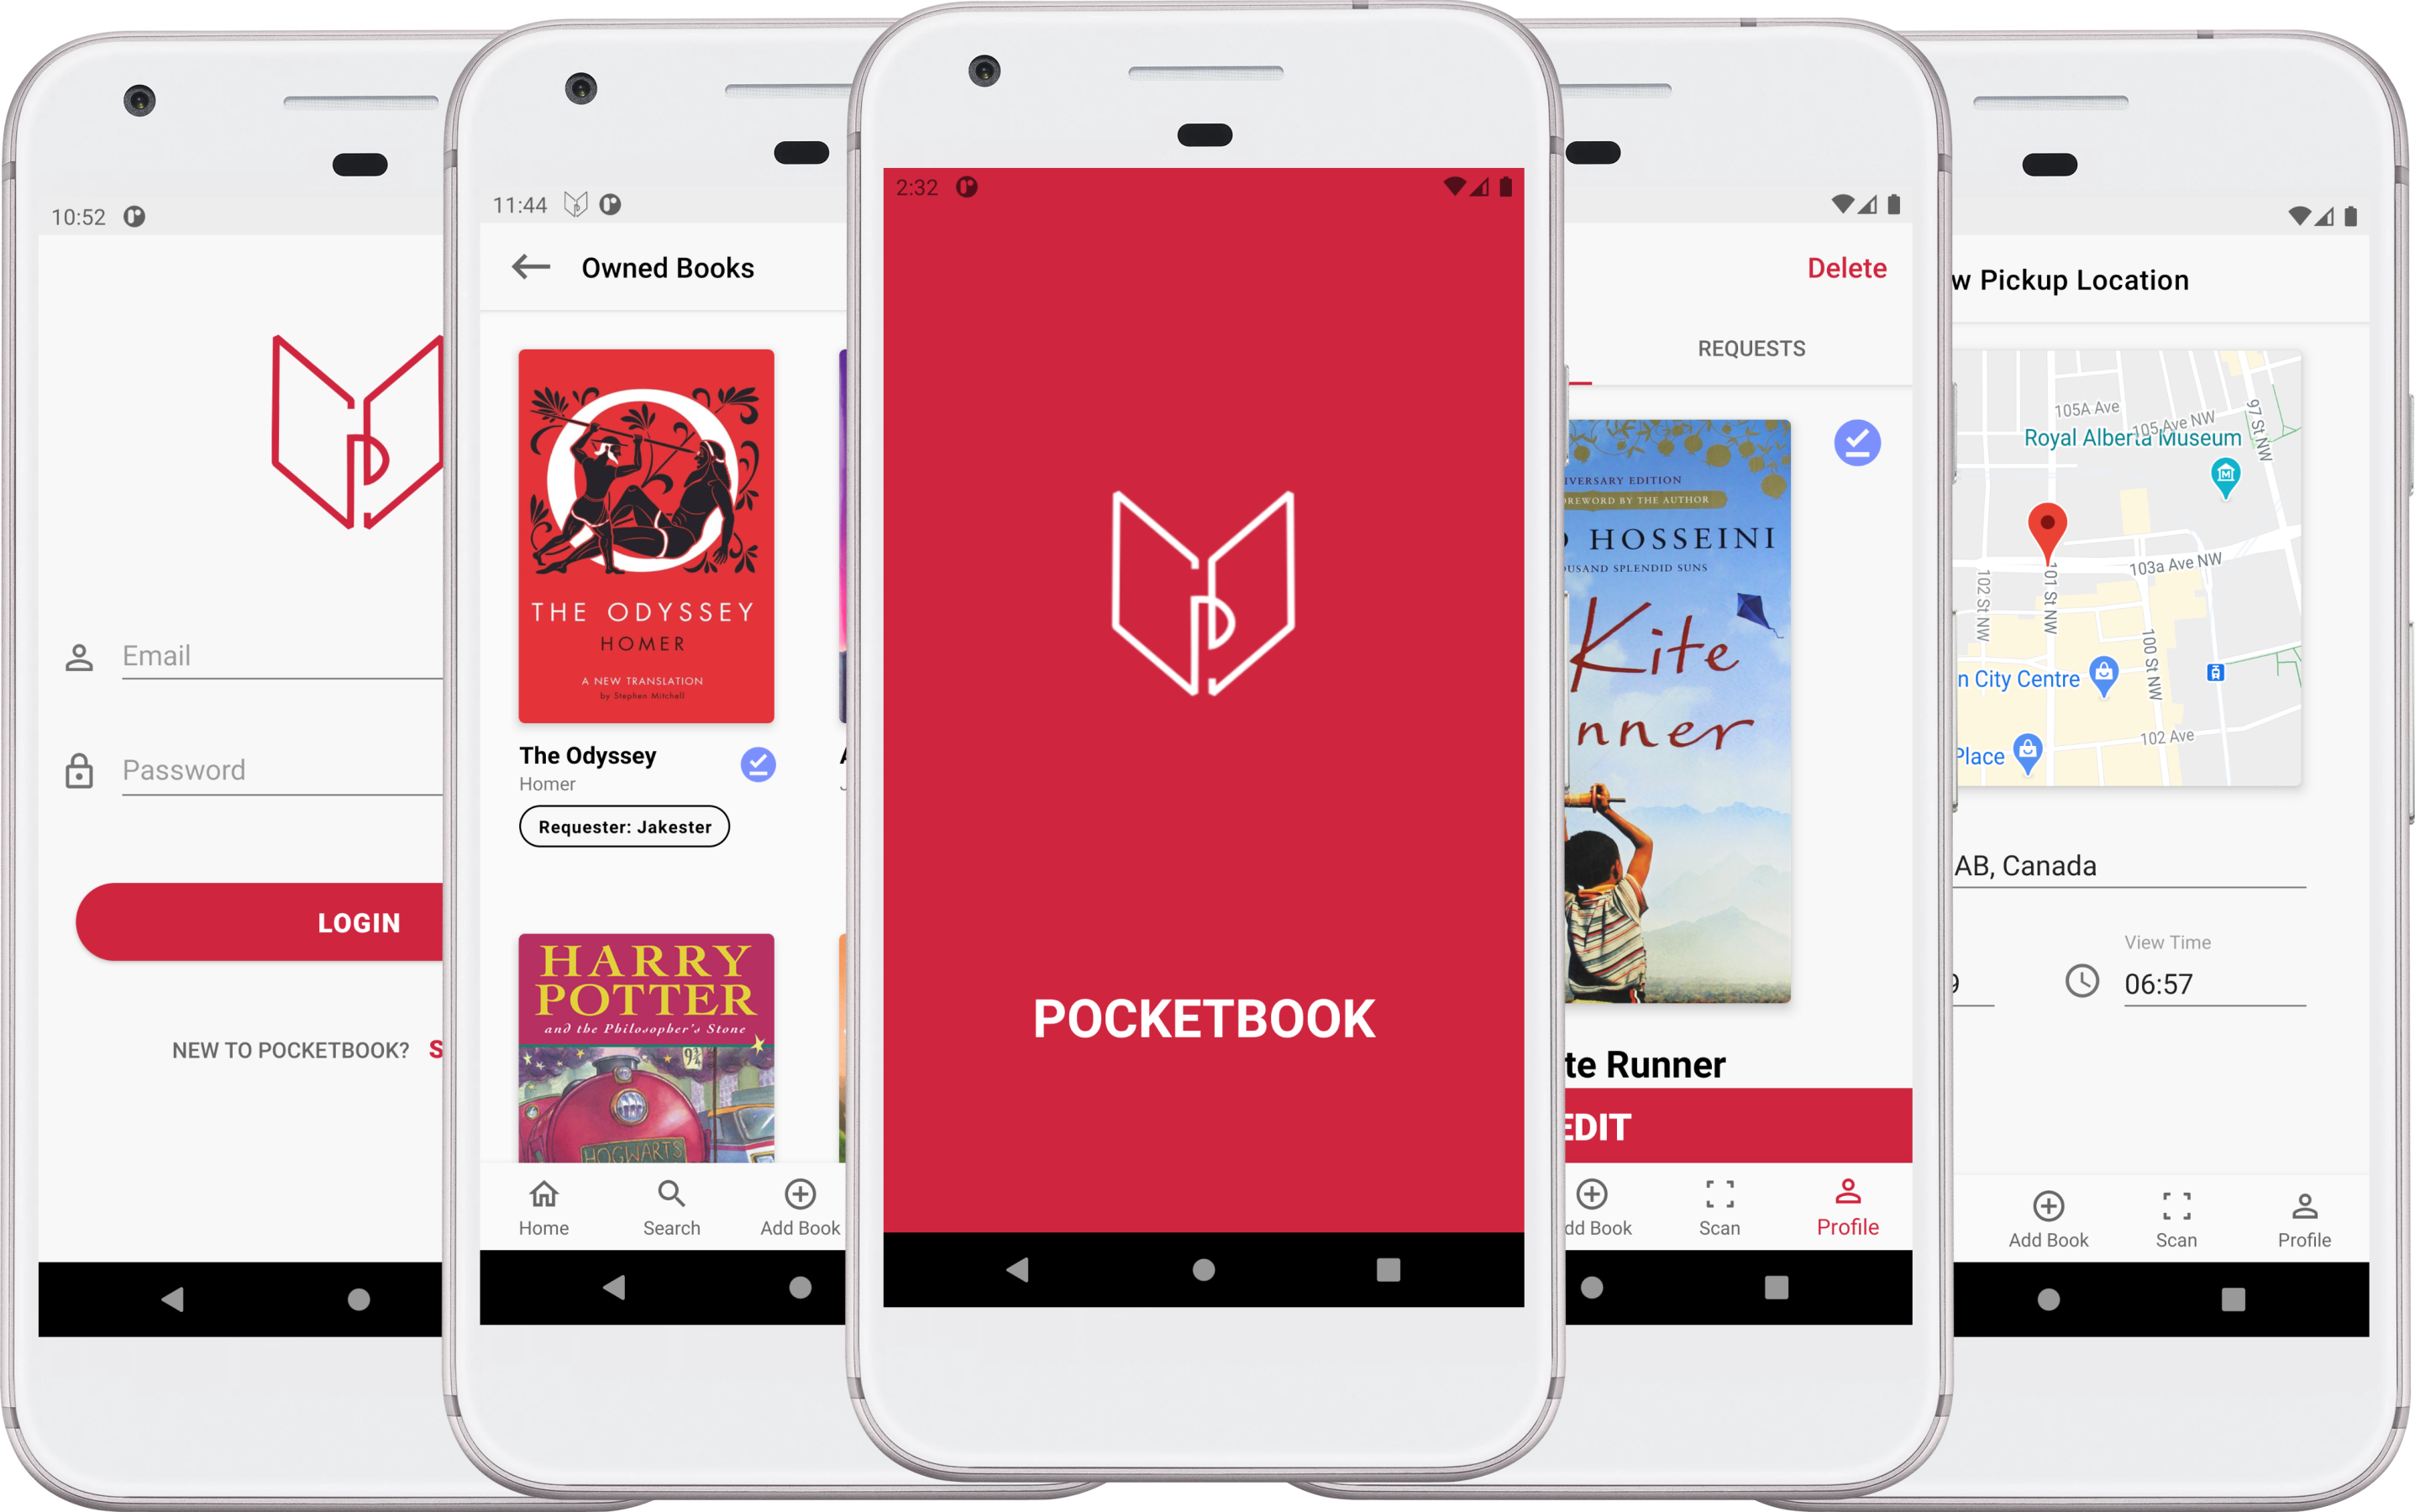 10:52
Email
Password
LOGIN
NEW TO POCKETBOOK? S
11:44
Owned Books
THE ODYSSEY
HOMER
A NEW TRANSLATION
by Stephen Mitchell
The Odyssey
Homer
Requester: Jakester
HARRY
POTTER
and the Philosopher's Stone
9¾
HOGWARTS
Home
Search
Add Book
2:32
POCKETBOOK
Delete
REQUESTS
IVERSARY EDITION
REWORD BY THE AUTHOR
HOSSEINI
USAND SPLENDID SUNS
Kite
nner
te Runner
EDIT
dd Book
Scan
Profile
w Pickup Location
105A Ave
105 Ave NW
97 St NW
Royal Alberta Museum
103a Ave NW
102 St NW
101 St NW
100 St NW
n City Centre
102 Ave
Place
AB, Canada
View Time
9
06:57
Add Book
Scan
Profile